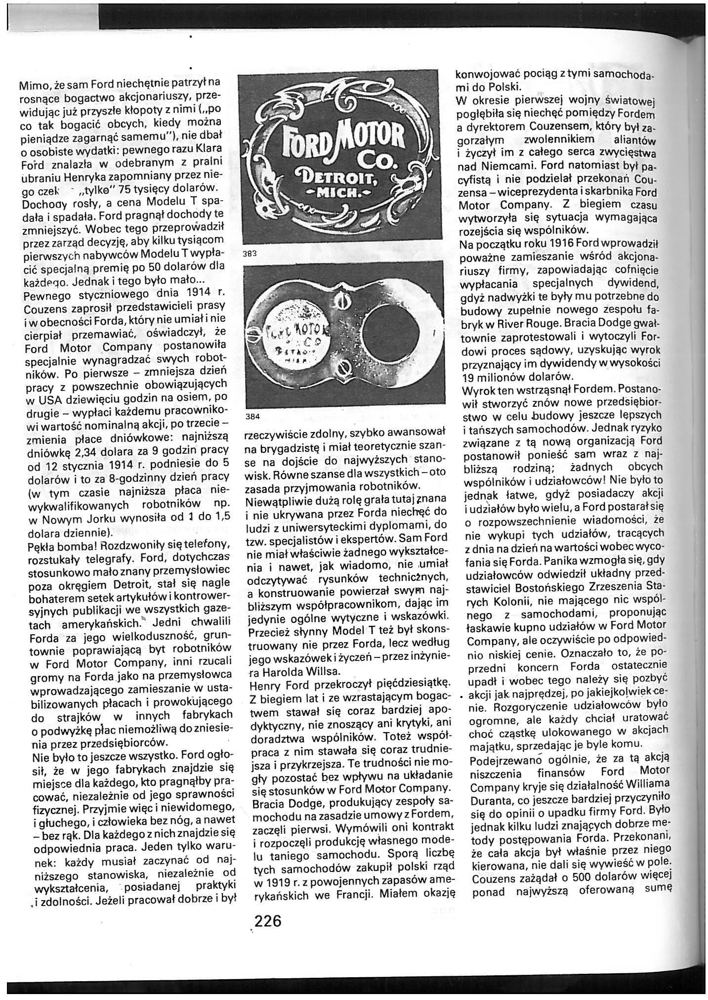 Mimo, że sam Ford niechętnie patrzył na
rosnące bogactwo akcjonariuszy, prze-
widując już przyszłe kłopoty z nimi („po
co tak bogacić obcych, kiedy można
pieniądze zagarnąć samemu"), nie dbał
o osobiste wydatki: pewnego razu Klara
Ford znalazła w odebranym z pralni
ubraniu Henryka zapomniany przez nie-
go czek - „tylko" 75 tysięcy dolarów.
Dochody rosły, a cena Modelu T spa-
dała i spadała. Ford pragnął dochody te
zmniejszyć. Wobec tego przeprowadził
przez zarząd decyzję, aby kilku tysiącom
pierwszych nabywców Modelu T wypła-
cić specjalną premię po 50 dolarów dla
każdego. Jednak i tego było mało...
Pewnego styczniowego dnia 1914 r.
Couzens zaprosił przedstawicieli prasy
i w obecności Forda, który nie umiał i nie
cierpiał przemawiać, oświadczył, że
Ford Motor Company postanowiła
specjalnie wynagradzać swych robot-
ników. Po pierwsze – zmniejsza dzień
pracy z powszechnie obowiązujących
w USA dziewięciu godzin na osiem, po
drugie – wypłaci każdemu pracowniko-
wi wartość nominalną akcji, po trzecie –
zmienia płace dniówkowe: najniższą
dniówkę 2,34 dolara za 9 godzin pracy
od 12 stycznia 1914 r. podniesie do 5
dolarów i to za 8-godzinny dzień pracy
(w tym czasie najniższa płaca nie-
wykwalifikowanych robotników np.
w Nowym Jorku wynosiła od 1 do 1,5
dolara dziennie).
Pękła bomba! Rozdzwoniły się telefony,
rozstukały telegrafy. Ford, dotychczas
stosunkowo mało znany przemysłowiec
poza okręgiem Detroit, stał się nagle
bohaterem setek artykułów i kontrower-
syjnych publikacji we wszystkich gaze-
tach amerykańskich. Jedni chwalili
Forda za jego wielkoduszność, grun-
townie poprawiającą byt robotników
w Ford Motor Company, inni rzucali
gromy na Forda jako na przemysłowca
wprowadzającego zamieszanie w usta-
bilizowanych płacach i prowokującego
do strajków w innych fabrykach
o podwyżkę płac niemożliwą do zniesie-
nia przez przedsiębiorców.
Nie było to jeszcze wszystko. Ford ogło-
sił, że w jego fabrykach znajdzie się
miejsce dla każdego, kto pragnąłby pra-
cować, niezależnie od jego sprawności
fizycznej. Przyjmie więc i niewidomego,
i głuchego, i człowieka bez nóg, a nawet
– bez rąk. Dla każdego z nich znajdzie się
odpowiednia praca. Jeden tylko waru-
nek: każdy musiał zaczynać od naj-
niższego stanowiska, niezależnie od
wykształcenia, posiadanej praktyki
i zdolności. Jeżeli pracował dobrze i był
FORD MOTOR
CO.
DETROIT,
-MICH.-
383
FORD MOTOR
CO
DETROIT
MICH.
384
rzeczywiście zdolny, szybko awansował
na brygadzistę i miał teoretycznie szan-
se na dojście do najwyższych stano-
wisk. Równe szanse dla wszystkich – oto
zasada przyjmowania robotników.
Niewątpliwie dużą rolę grała tutaj znana
i nie ukrywana przez Forda niechęć do
ludzi z uniwersyteckimi dyplomami, do
tzw. specjalistów i ekspertów. Sam Ford
nie miał właściwie żadnego wykształce-
nia i nawet, jak wiadomo, nie umiał
odczytywać rysunków technicznych,
a konstruowanie powierzał swym naj-
bliższym współpracownikom, dając im
jedynie ogólne wytyczne i wskazówki.
Przecież słynny Model T też był skons-
truowany nie przez Forda, lecz według
jego wskazówek i życzeń – przez inżynie-
ra Harolda Willsa.
Henry Ford przekroczył pięćdziesiątkę.
Z biegiem lat i ze wzrastającym bogac-
twem stawał się coraz bardziej apo-
dyktyczny, nie znoszący ani krytyki, ani
doradztwa wspólników. Toteż współ-
praca z nim stawała się coraz trudnie-
jsza i przykrzejsza. Te trudności nie mo-
gły pozostać bez wpływu na układanie
się stosunków w Ford Motor Company.
Bracia Dodge, produkujący zespoły sa-
mochodu na zasadzie umowy z Fordem,
zaczęli pierwsi. Wymówili oni kontrakt
i rozpoczęli produkcję własnego mode-
lu taniego samochodu. Sporą liczbę
tych samochodów zakupił polski rząd
w 1919 r. z powojennych zapasów ame-
rykańskich we Francji. Miałem okazję
konwojować pociąg z tymi samochoda-
mi do Polski.
W okresie pierwszej wojny światowej
pogłębiła się niechęć pomiędzy Fordem
a dyrektorem Couzensem, który był za-
gorzałym zwolennikiem aliantów
i życzył im z całego serca zwycięstwa
nad Niemcami. Ford natomiast był pa-
cyfistą i nie podzielał przekonań Cou-
zensa – wiceprezydenta i skarbnika Ford
Motor Company. Z biegiem czasu
wytworzyła się sytuacja wymagająca
rozejścia się wspólników.
Na początku roku 1916 Ford wprowadził
poważne zamieszanie wśród akcjona-
riuszy firmy, zapowiadając cofnięcie
wypłacania specjalnych dywidend,
gdyż nadwyżki te były mu potrzebne do
budowy zupełnie nowego zespołu fa-
bryk w River Rouge. Bracia Dodge gwał-
townie zaprotestowali i wytoczyli For-
dowi proces sądowy, uzyskując wyrok
przyznający im dywidendy w wysokości
19 milionów dolarów.
Wyrok ten wstrząsnął Fordem. Postano-
wił stworzyć znów nowe przedsiębior-
stwo w celu budowy jeszcze lępszych
i tańszych samochodów. Jednak ryzyko
związane z tą nową organizacją Ford
postanowił ponieść sam wraz z naj-
bliższą rodziną; żadnych obcych
wspólników i udziałowców! Nie było to
jednak łatwe, gdyż posiadaczy akcji
i udziałów było wielu, a Ford postarał się
o rozpowszechnienie wiadomości, że
nie wykupi tych udziałów, tracących
z dnia na dzień na wartości wobec wyco-
fania się Forda. Panika wzmogła się, gdy
udziałowców odwiedził układny przed-
stawiciel Bostońskiego Zrzeszenia Sta-
rych Kolonii, nie mającego nic wspól-
nego z samochodami, proponując
łaskawie kupno udziałów w Ford Motor
Company, ale oczywiście po odpowied-
nio niskiej cenie. Oznaczało to, że po-
przedni koncern Forda ostatecznie
upadł i wobec tego należy się pozbyć
akcji jak najprędzej, po jakiejkolwiek ce-
nie. Rozgoryczenie udziałowców było
ogromne, ale każdy chciał uratować
choć cząstkę ulokowanego w akcjach
majątku, sprzedając je byle komu.
Podejrzewano ogólnie, że za tą akcją
niszczenia finansów Ford Motor
Company kryje się działalność Williama
Duranta, co jeszcze bardziej przyczyniło
się do opinii o upadku firmy Ford. Było
jednak kilku ludzi znających dobrze me-
tody postępowania Forda. Przekonani,
że cała akcja był właśnie przez niego
kierowana, nie dali się wywieść w pole.
Couzens zażądał o 500 dolarów więcej
ponad najwyższą oferowaną sumę
226